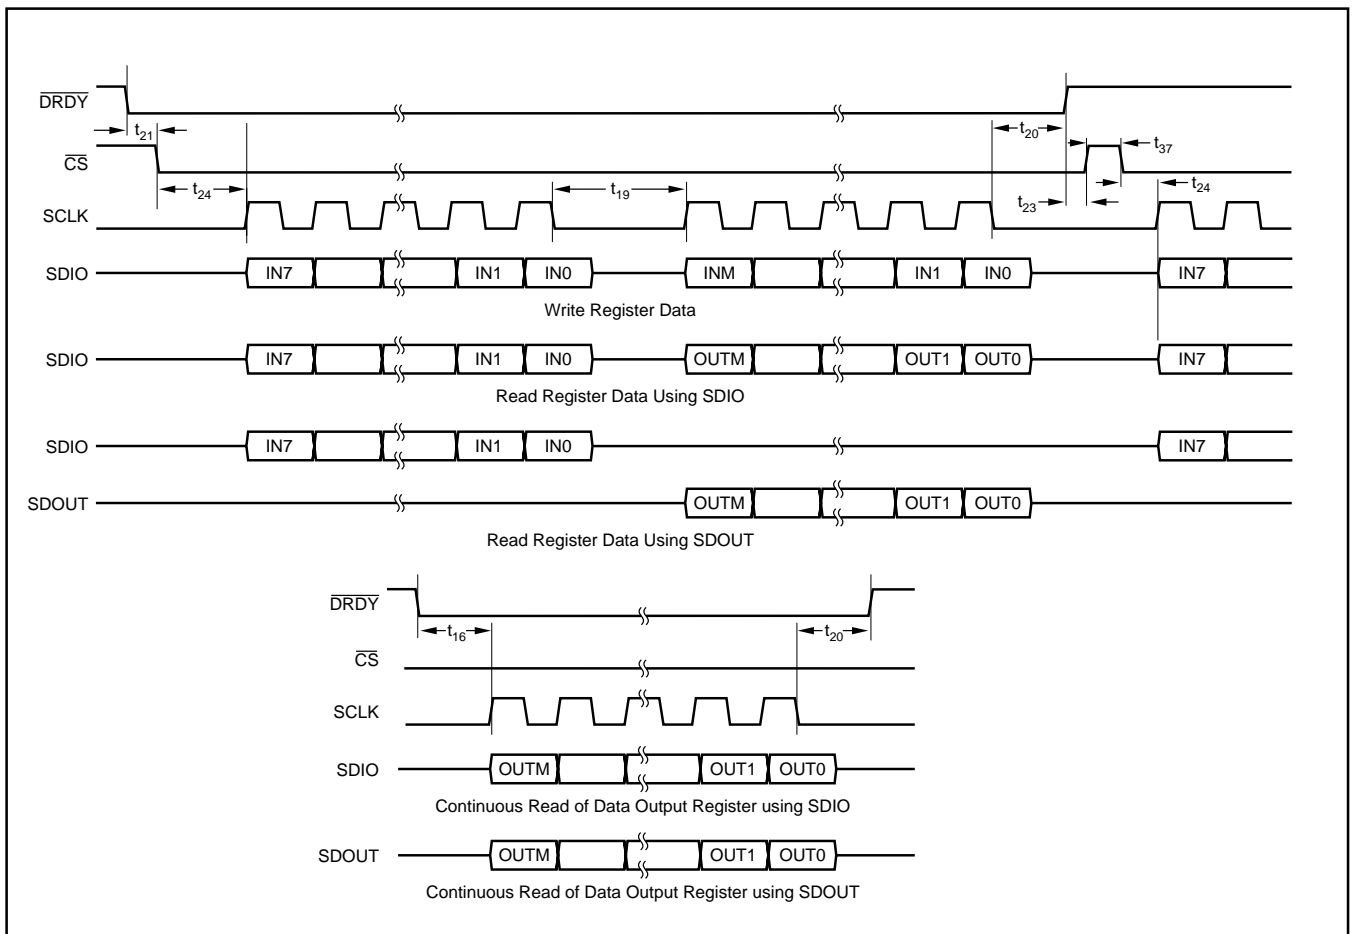 DRDY
t21
t20
CS
t37
t24
t19
t24
t23
SCLK
SDIO IN7 IN1 IN0 INM IN1 IN0 IN7
Write Register Data
SDIO IN7 IN1 IN0 OUTM OUT1 OUT0 IN7
Read Register Data Using SDIO
SDIO IN7 IN1 IN0 IN7
SDOUT OUTM OUT1 OUT0
Read Register Data Using SDOUT
DRDY
t16 t20
CS
SCLK
SDIO OUTM OUT1 OUT0
Continuous Read of Data Output Register using SDIO
SDOUT OUTM OUT1 OUT0
Continuous Read of Data Output Register using SDOUT